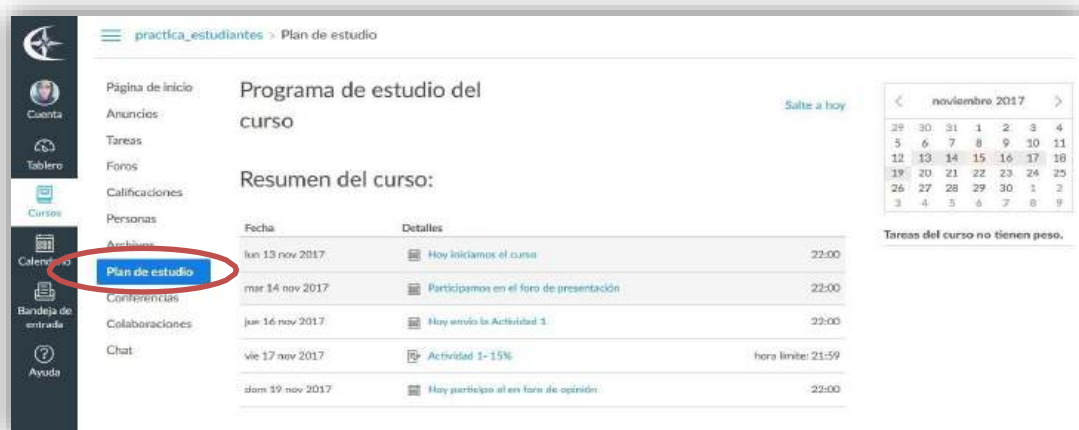 practica_estudiantes > Plan de estudio
Cuenta
Tablero
Cursos
Calendario
Bandeja de
entrada
Ayuda
Página de inicio
Anuncios
Tareas
Foros
Calificaciones
Personas
Archivos
Plan de estudio
Conferencias
Colaboraciones
Chat
Programa de estudio del
curso
Salte a hoy
Resumen del curso:
Fecha Detalles
lun 13 nov 2017 Hoy iniciamos el curso 22:00
mar 14 nov 2017 Participamos en el foro de presentación 22:00
jue 16 nov 2017 Hoy envío la Actividad 1 22:00
vie 17 nov 2017 Actividad 1- 15% hora límite: 21:59
dom 19 nov 2017 Hoy participo el en foro de opinión 22:00
< noviembre 2017 >
29 30 31 1 2 3 4
5 6 7 8 9 10 11
12 13 14 15 16 17 18
19 20 21 22 23 24 25
26 27 28 29 30 1 2
3 4 5 6 7 8 9
Tareas del curso no tienen peso.